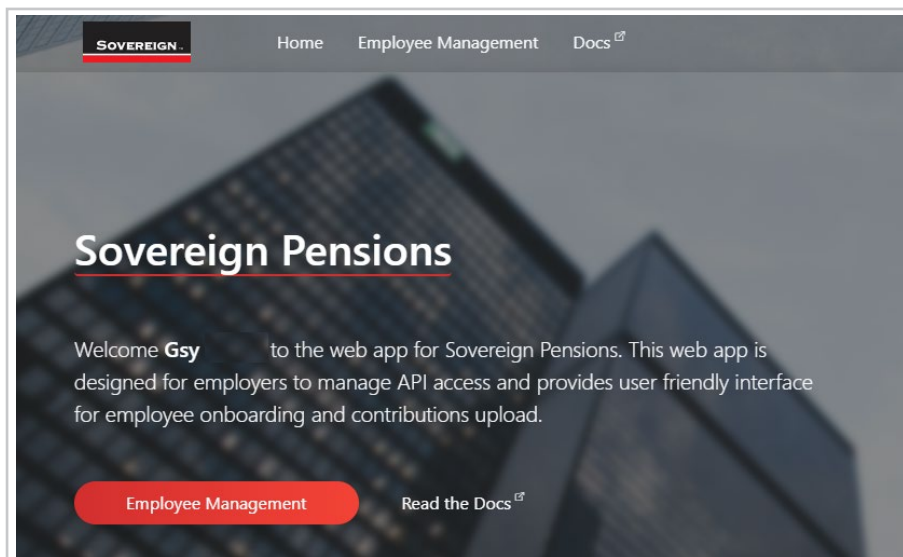 SOVEREIGN™
Home Employee Management Docs
Sovereign Pensions
Welcome Gsy to the web app for Sovereign Pensions. This web app is
designed for employers to manage API access and provides user friendly interface
for employee onboarding and contributions upload.
Employee Management Read the Docs